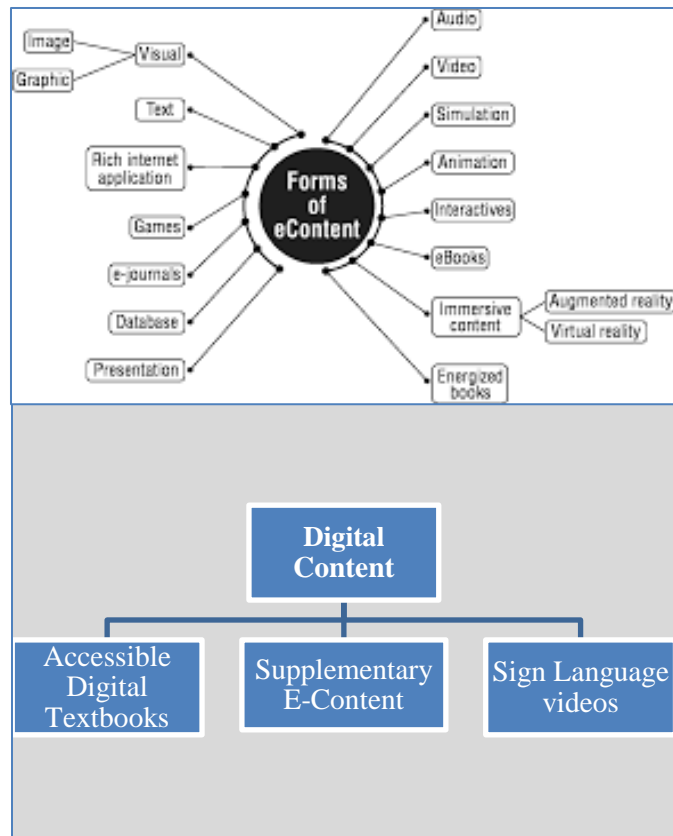 Image
Graphic
Visual
Text
Rich internet
application
Games
e-journals
Database
Presentation
Forms
of
eContent
Audio
Video
Simulation
Animation
Interactives
eBooks
Immersive
content
Augmented reality
Virtual reality
Energized
books
Digital
Content
Accessible
Digital
Textbooks
Supplementary
E-Content
Sign Language
videos